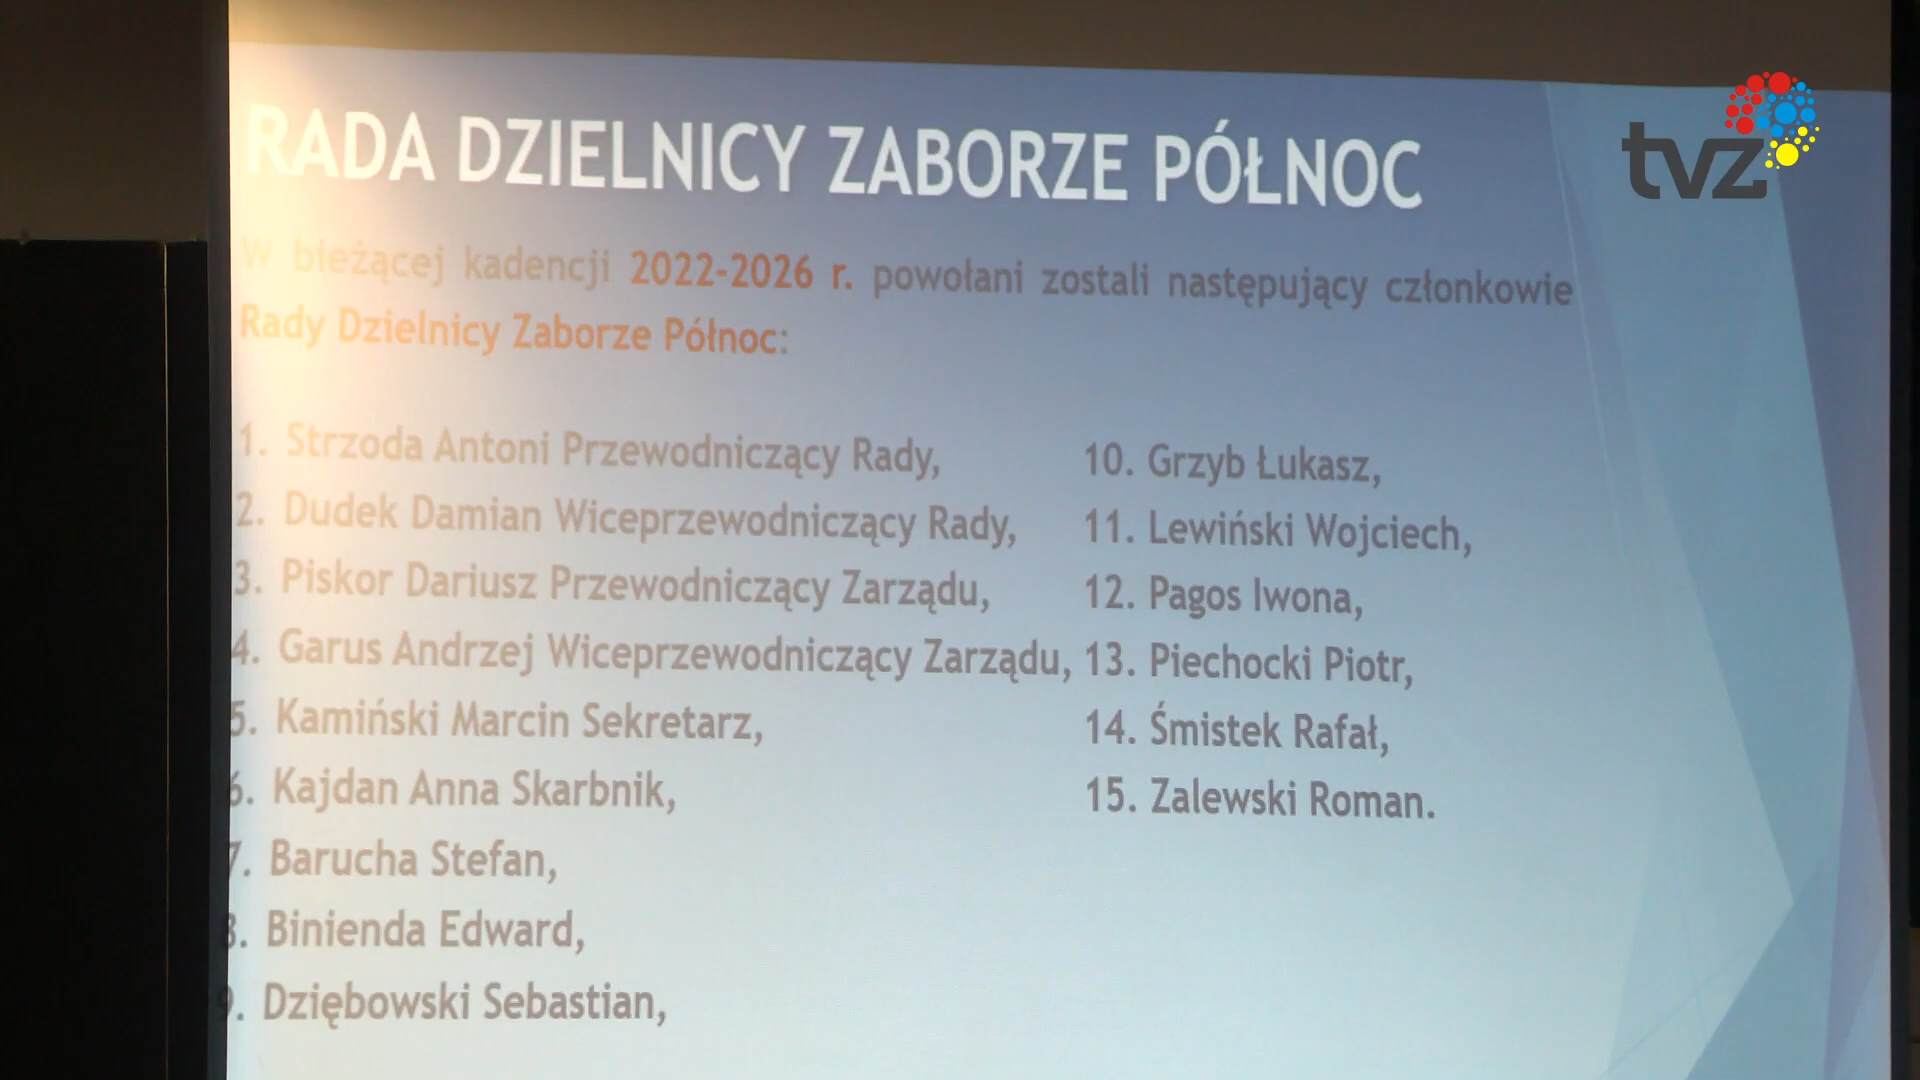 RADA DZIELNICY ZABORZE PÓŁNOC
tvz
W bieżącej kadencji 2022-2026 r. powołani zostali następujący członkowie
Rady Dzielnicy Zaborze Północ:
1. Strzoda Antoni Przewodniczący Rady,
2. Dudek Damian Wiceprzewodniczący Rady,
3. Piskor Dariusz Przewodniczący Zarządu,
4. Garus Andrzej Wiceprzewodniczący Zarządu,
5. Kamiński Marcin Sekretarz,
6. Kajdan Anna Skarbnik,
7. Barucha Stefan,
8. Binienda Edward,
9. Dziębowski Sebastian,
10. Grzyb Łukasz,
11. Lewiński Wojciech,
12. Pagos Iwona,
13. Piechocki Piotr,
14. Śmistek Rafał,
15. Zalewski Roman.